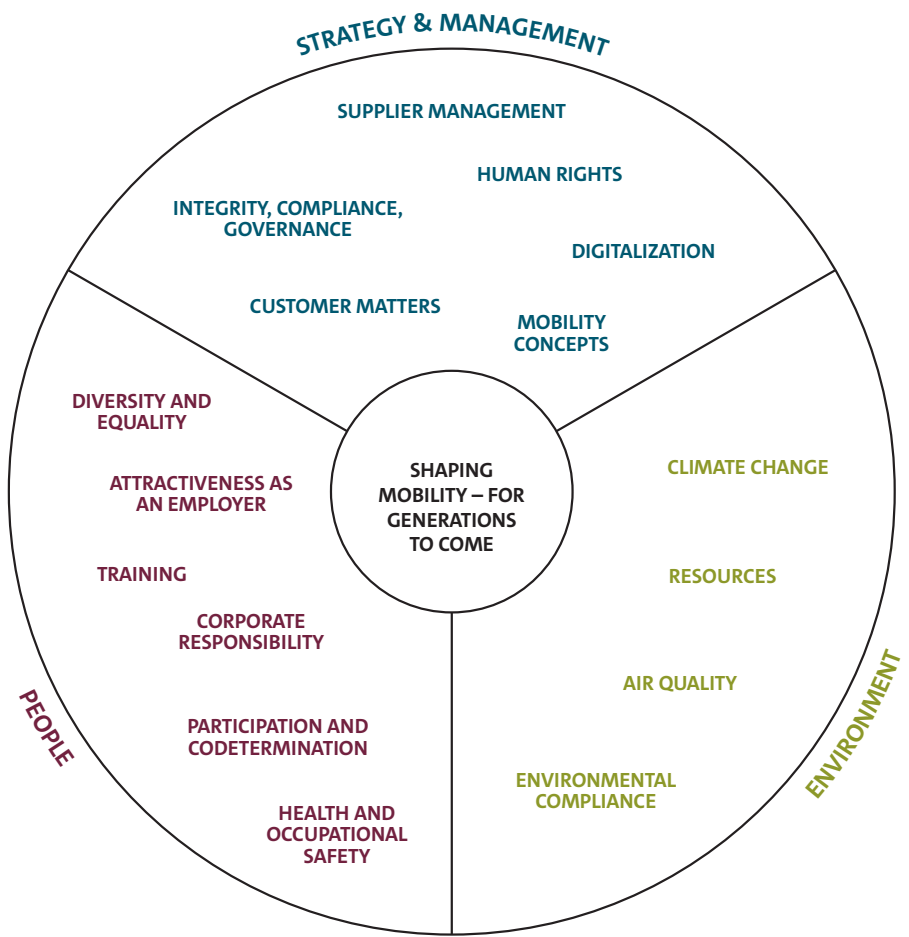 STRATEGY & MANAGEMENT
SUPPLIER MANAGEMENT
HUMAN RIGHTS
INTEGRITY, COMPLIANCE,
GOVERNANCE
DIGITALIZATION
CUSTOMER MATTERS
MOBILITY
CONCEPTS
DIVERSITY AND
EQUALITY
ATTRACTIVENESS AS
AN EMPLOYER
TRAINING
CORPORATE
RESPONSIBILITY
PARTICIPATION AND
CODETERMINATION
HEALTH AND
OCCUPATIONAL
SAFETY
PEOPLE
SHAPING
MOBILITY – FOR
GENERATIONS
TO COME
CLIMATE CHANGE
RESOURCES
AIR QUALITY
ENVIRONMENTAL
COMPLIANCE
ENVIRONMENT